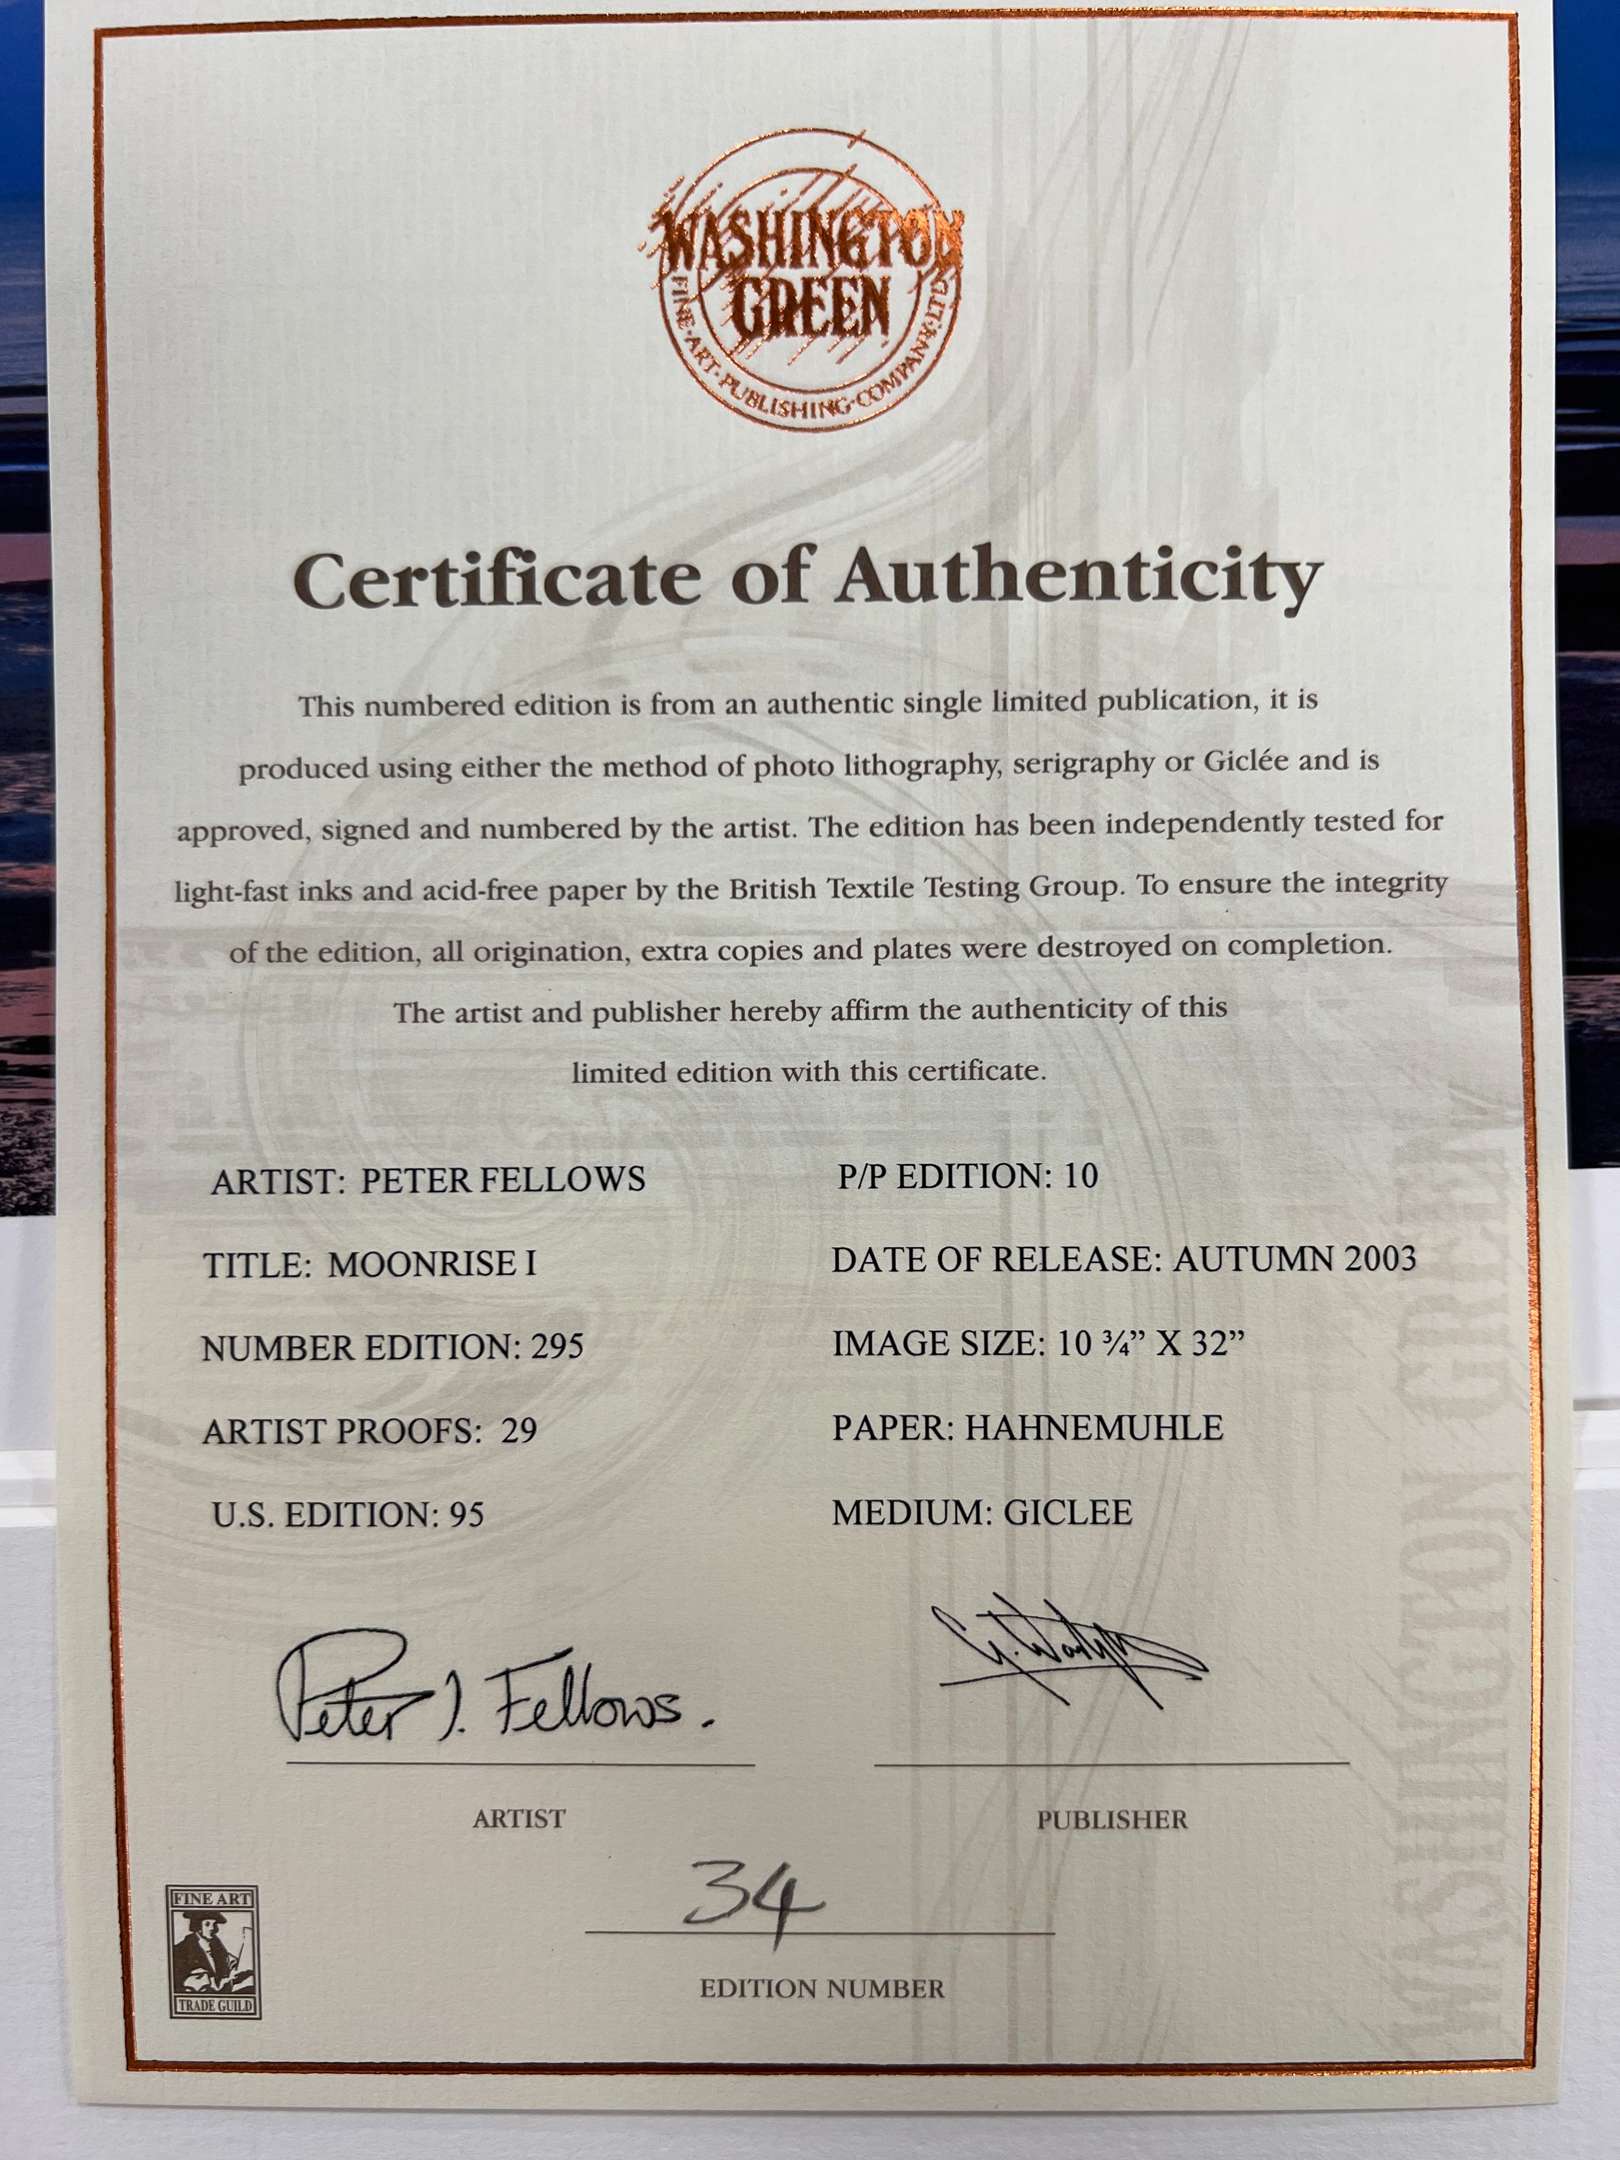 WASHINGTON
GREEN
FINE·ART·PUBLISHING·COMPANY·LTD
Certificate of Authenticity
This numbered edition is from an authentic single limited publication, it is
produced using either the method of photo lithography, serigraphy or Giclée and is
approved, signed and numbered by the artist. The edition has been independently tested for
light-fast inks and acid-free paper by the British Textile Testing Group. To ensure the integrity
of the edition, all origination, extra copies and plates were destroyed on completion.
The artist and publisher hereby affirm the authenticity of this
limited edition with this certificate.
ARTIST: PETER FELLOWS
P/P EDITION: 10
TITLE: MOONRISE I
DATE OF RELEASE: AUTUMN 2003
NUMBER EDITION: 295
IMAGE SIZE: 10 ¾” X 32”
ARTIST PROOFS: 29
PAPER: HAHNEMUHLE
U.S. EDITION: 95
MEDIUM: GICLEE
Peter J. Fellows.
ARTIST
PUBLISHER
34
EDITION NUMBER
FINE ART
TRADE GUILD
WASHINGTON GREEN